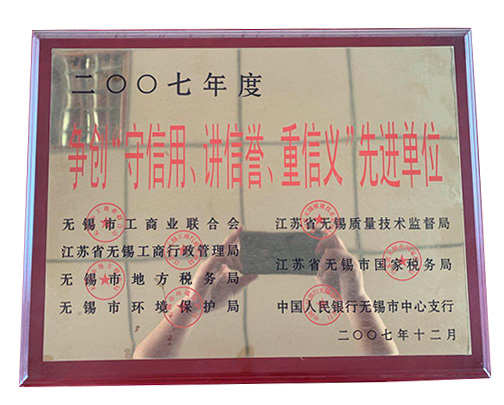 二〇〇七年度
争创“守信用、讲信誉、重信义”先进单位
无锡市工商业联合会
江苏省无锡质量技术监督局
江苏省无锡工商行政管理局
江苏省无锡市国家税务局
无锡市地方税务局
无锡市环境保护局
中国人民银行无锡市中心支行
二〇〇七年十二月